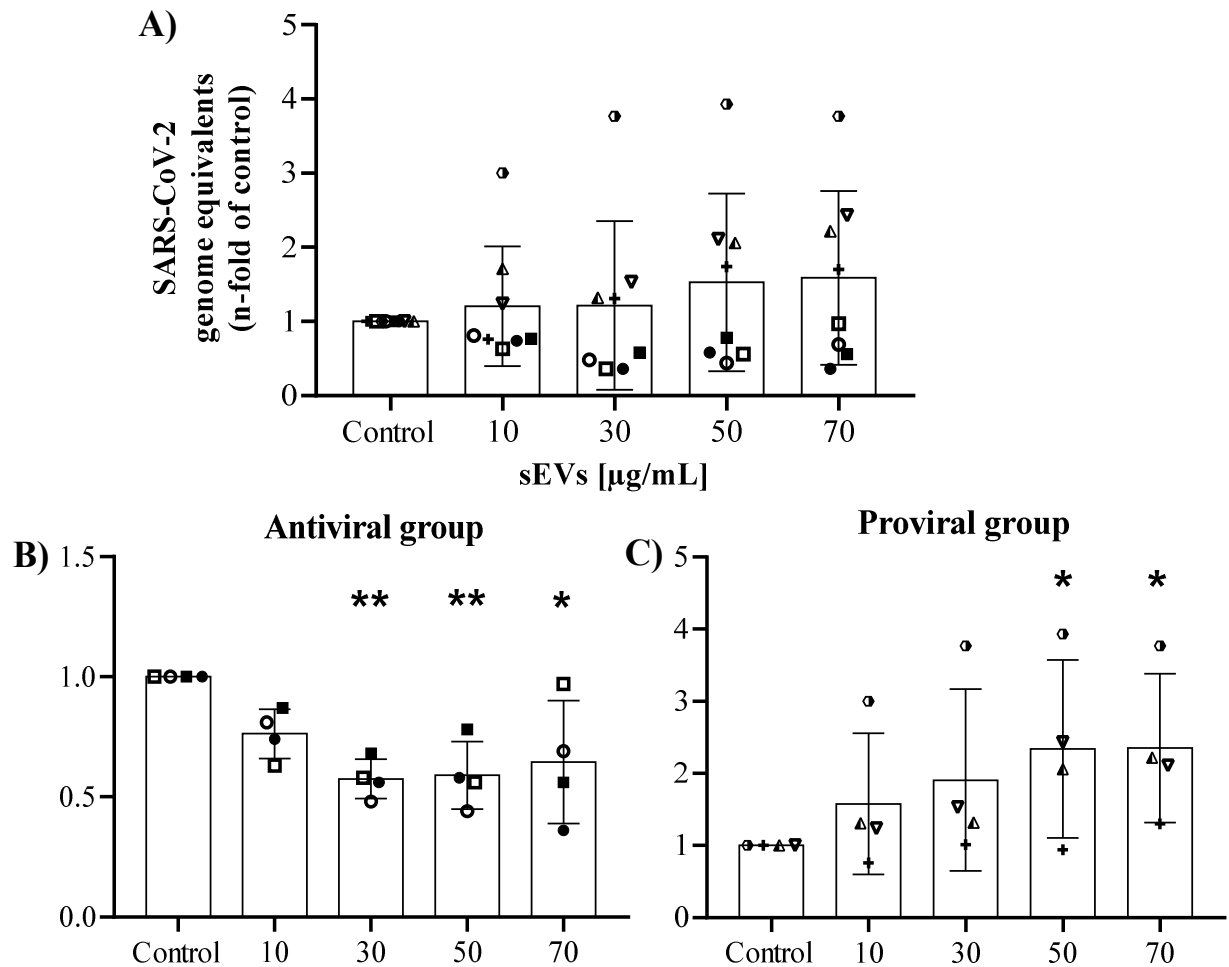 A)
SARS-CoV-2
genome equivalents
(n-fold of control)
5
4
3
2
1
0
Control 10 30 50 70
sEVs [µg/mL]
Antiviral group
B)
1.5
1.0
0.5
0.0
** ** *
Control 10 30 50 70
Proviral group
C)
5
4
3
2
1
0
* *
Control 10 30 50 70